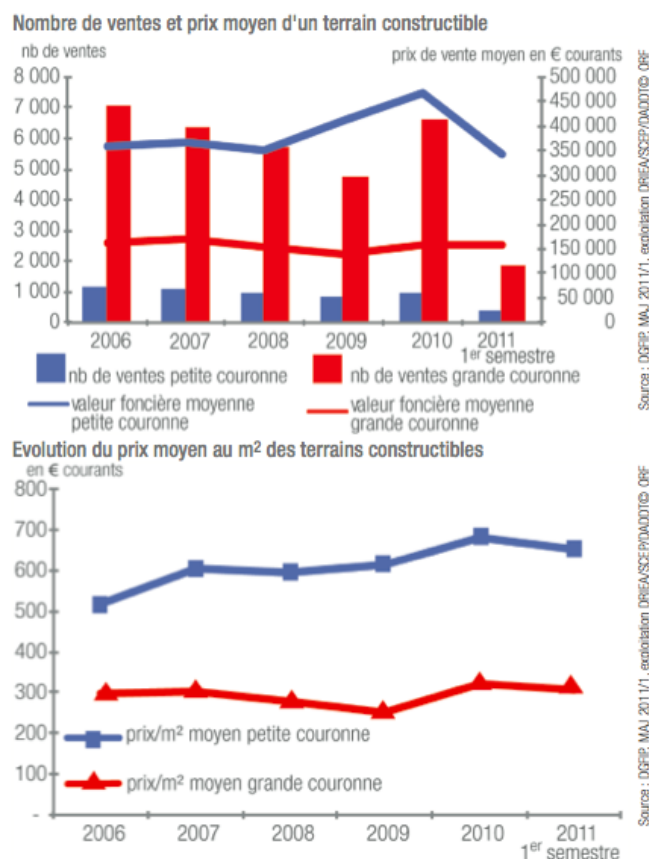 Nombre de ventes et prix moyen d'un terrain constructible
nb de ventes
prix de vente moyen en € courants
8 000
7 000
6 000
5 000
4 000
3 000
2 000
1 000
0
500 000
450 000
400 000
350 000
300 000
250 000
200 000
150 000
100 000
50 000
0
2006 2007 2008 2009 2010 2011
1er semestre
nb de ventes petite couronne
nb de ventes grande couronne
valeur foncière moyenne
petite couronne
valeur foncière moyenne
grande couronne
Source : DGFIP, MAJ 2011/1, exploitation DRIEA/SCEP/DADDT© ORF
Evolution du prix moyen au m² des terrains constructibles
en € courants
800
700
600
500
400
300
200
100
-
prix/m² moyen petite couronne
prix/m² moyen grande couronne
2006 2007 2008 2009 2010 2011
1er semestre
Source : DGFIP, MAJ 2011/1, exploitation DRIEA/SCEP/DADDT© ORF